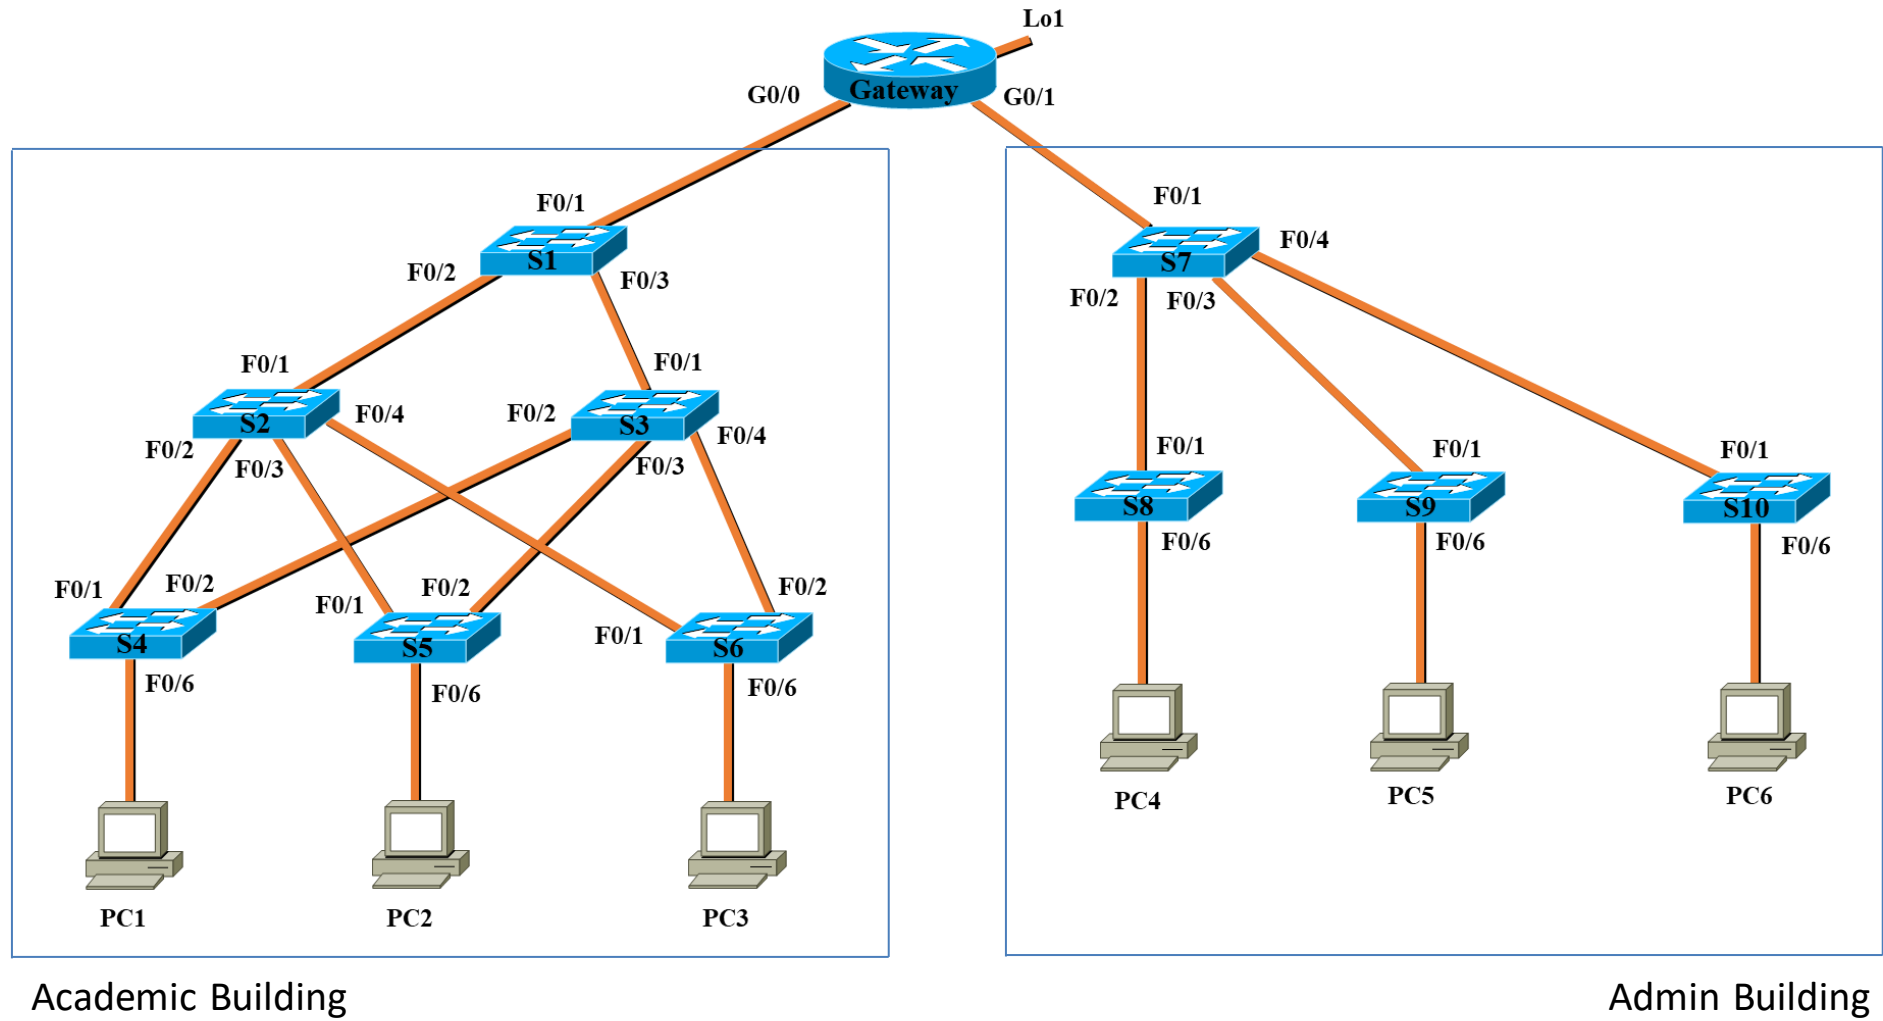 Lo1
Gateway
G0/0
G0/1
F0/1
S1
F0/2
F0/3
F0/1
S7
F0/4
F0/2
F0/3
F0/1
S2
F0/4
F0/2
F0/3
F0/1
F0/2
S3
F0/4
F0/3
F0/1
S8
F0/6
F0/1
S9
F0/6
F0/1
S10
F0/6
F0/1
F0/2
S4
F0/6
F0/1
F0/2
S5
F0/6
F0/1
F0/2
S6
F0/6
PC4
PC5
PC6
PC1
PC2
PC3
Academic Building
Admin Building